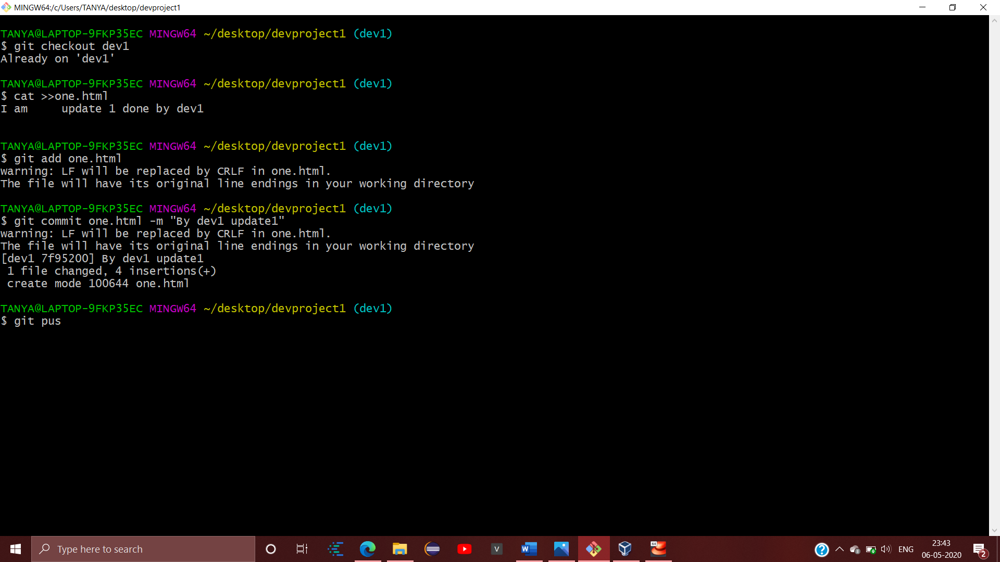 MINGW64:/c/Users/TANYA/desktop/devproject1
TANYA@LAPTOP-9FKP35EC MINGW64 ~/desktop/devproject1 (dev1)
$ git checkout dev1
Already on 'dev1'
TANYA@LAPTOP-9FKP35EC MINGW64 ~/desktop/devproject1 (dev1)
$ cat >>one.html
I am     update 1 done by dev1
TANYA@LAPTOP-9FKP35EC MINGW64 ~/desktop/devproject1 (dev1)
$ git add one.html
warning: LF will be replaced by CRLF in one.html.
The file will have its original line endings in your working directory
TANYA@LAPTOP-9FKP35EC MINGW64 ~/desktop/devproject1 (dev1)
$ git commit one.html -m "By dev1 update1"
warning: LF will be replaced by CRLF in one.html.
The file will have its original line endings in your working directory
[dev1 7f95200] By dev1 update1
 1 file changed, 4 insertions(+)
 create mode 100644 one.html
TANYA@LAPTOP-9FKP35EC MINGW64 ~/desktop/devproject1 (dev1)
$ git pus
Type here to search
V
W
64
ENG
23:43
06-05-2020
2